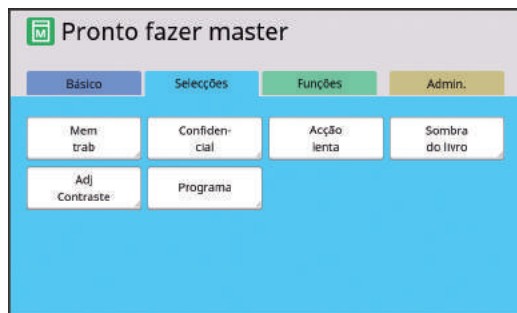 M Pronto fazer master
Básico Selecções Funções Admin.
Mem Confiden- Acção Sombra
trab cial lenta do livro
Adj Programa
Contraste